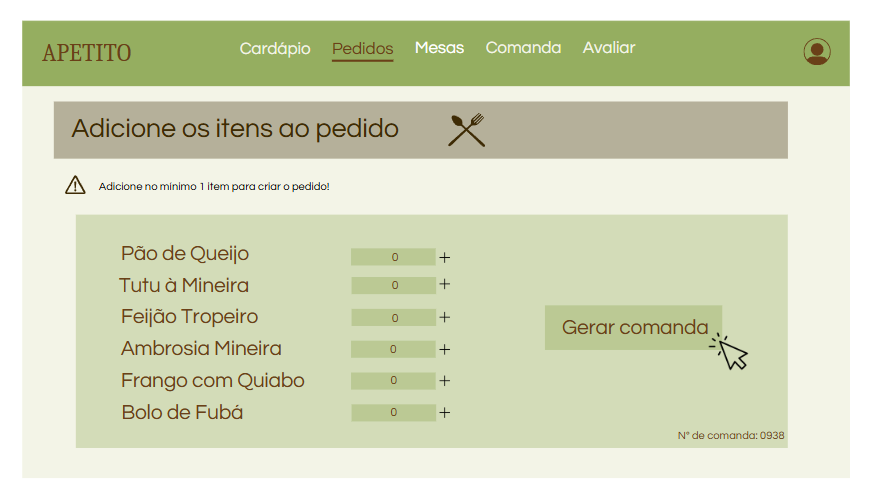 APETITO Cardápio Pedidos Mesas Comanda Avaliar
Adicione os itens ao pedido
Adicione no mínimo 1 item para criar o pedido!
Pão de Queijo 0 +
Tutu à Mineira 0 +
Feijão Tropeiro 0 +
Gerar comanda
Ambrosia Mineira 0 +
Frango com Quiabo 0 +
Bolo de Fubá 0 +
N° de comanda: 0938